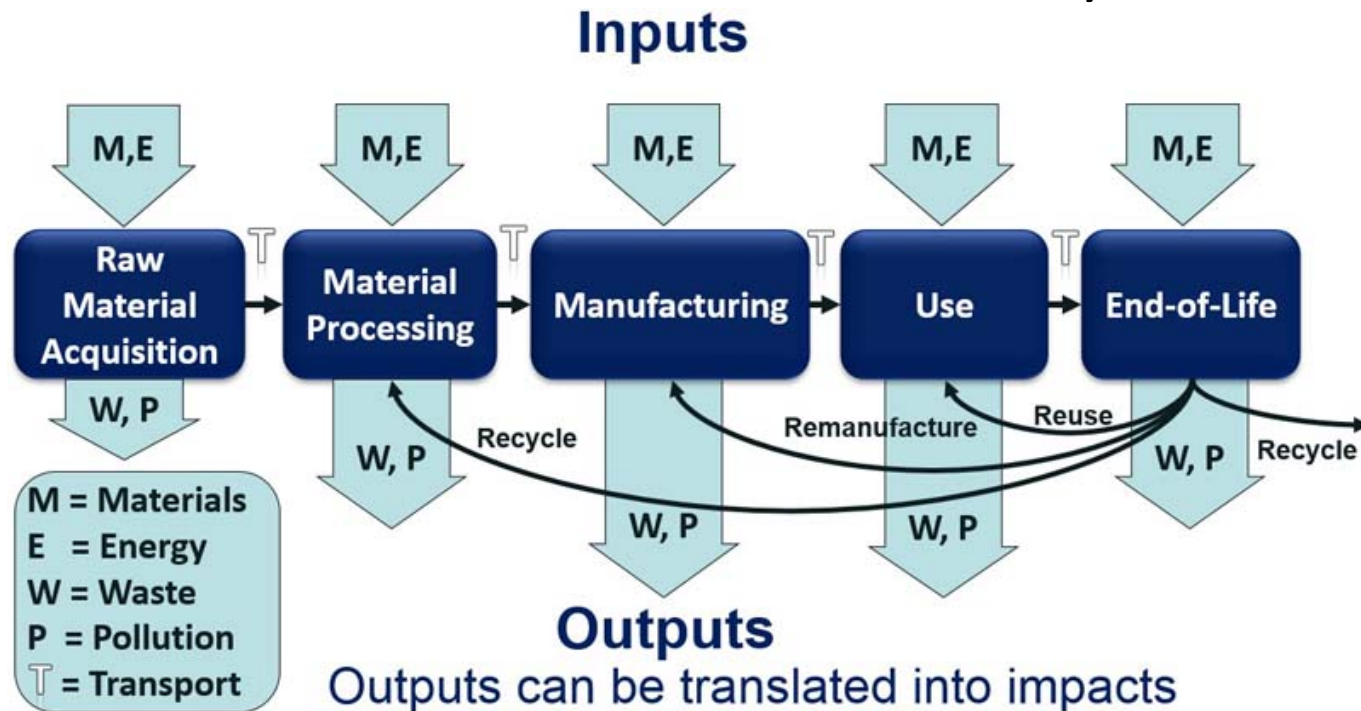 Inputs
M,E
M,E
M,E
M,E
M,E
Raw
Material
Acquisition
T
Material
Processing
T
Manufacturing
T
Use
T
End-of-Life
W, P
Recycle
Remanufacture
Reuse
Recycle
W, P
W, P
W, P
W, P
M = Materials
E = Energy
W = Waste
P = Pollution
T = Transport
Outputs
Outputs can be translated into impacts